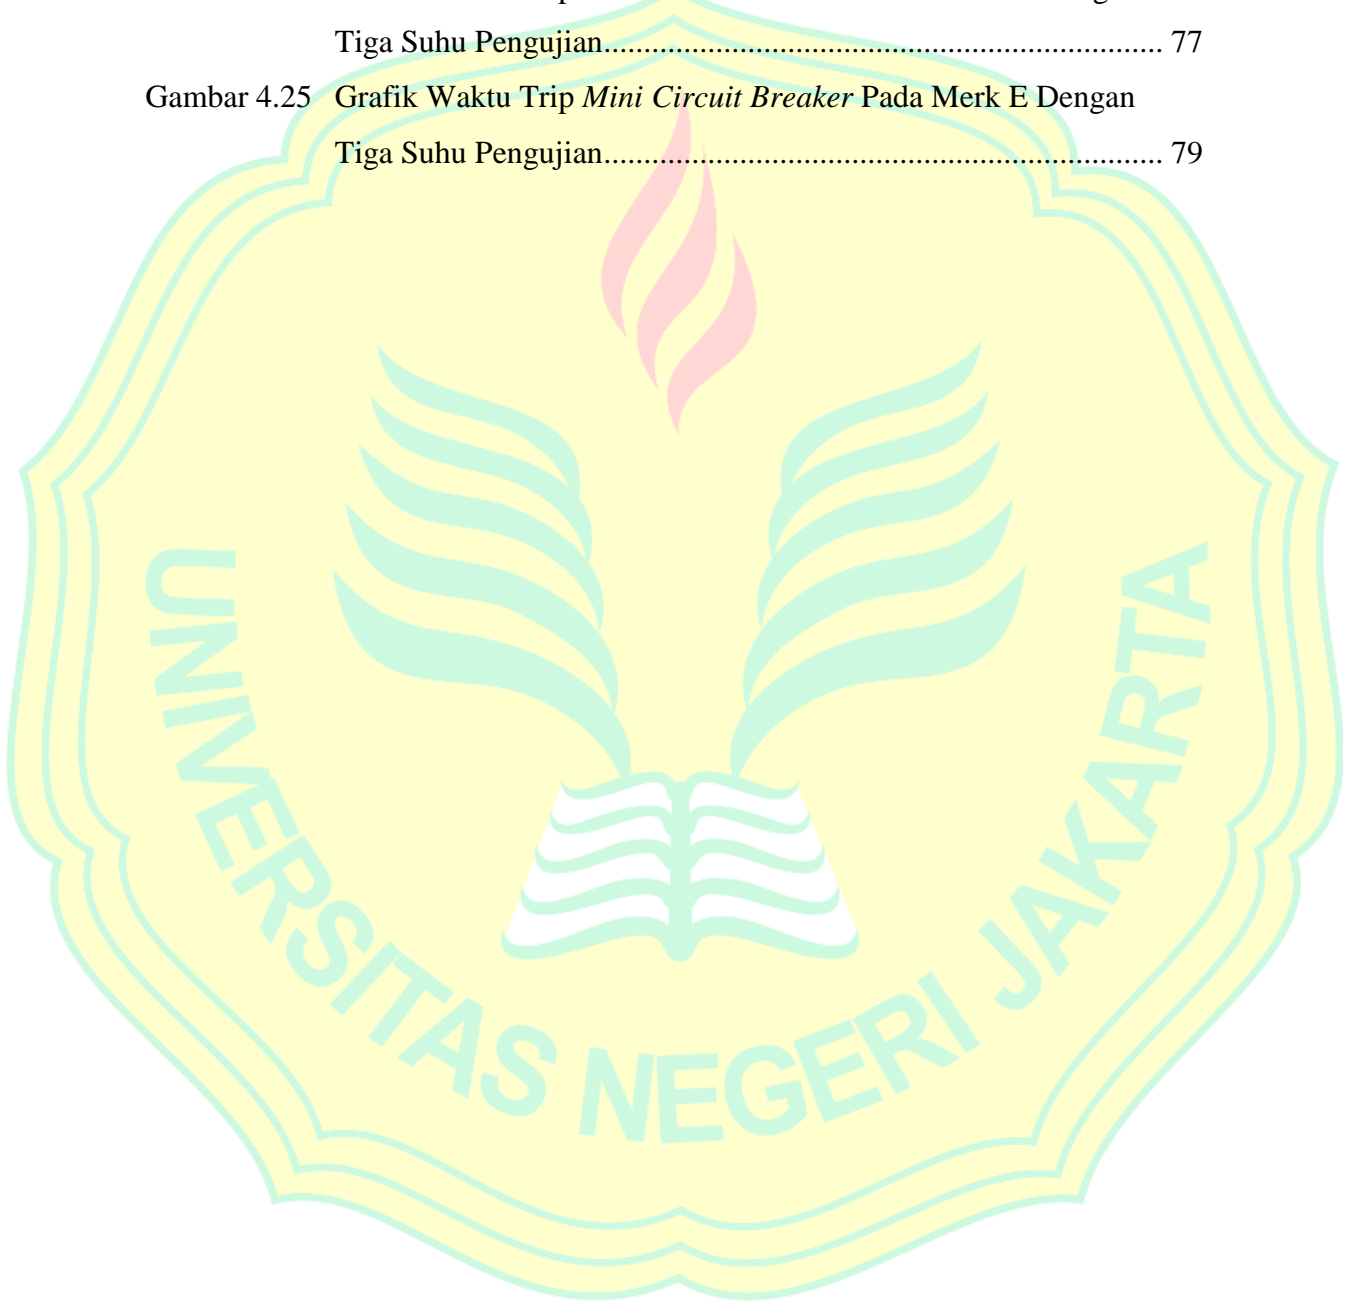 Tiga Suhu Pengujian..................................................................... 77
Gambar 4.25 Grafik Waktu Trip Mini Circuit Breaker Pada Merk E Dengan
Tiga Suhu Pengujian..................................................................... 79
UNIVERSITAS NEGERI JAKARTA